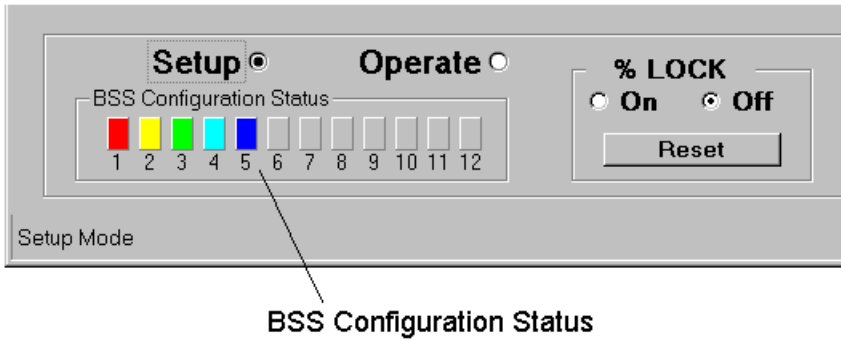 Setup Operate
% LOCK
BSS Configuration Status
On Off
1 2 3 4 5 6 7 8 9 10 11 12
Reset
Setup Mode
BSS Configuration Status